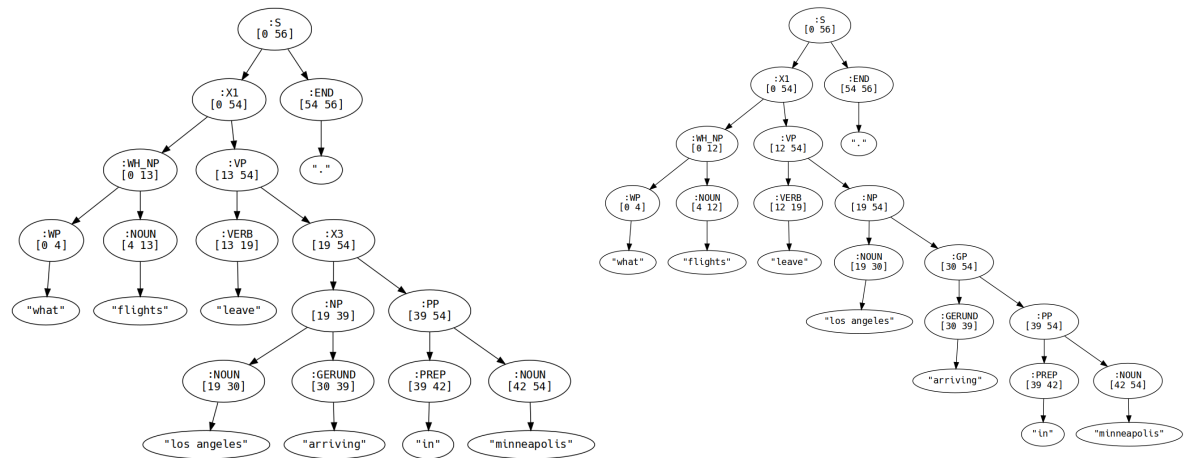 :S
[0 56]
:X1
[0 54]
:END
[54 56]
:WH_NP
[0 13]
:VP
[13 54]
"."
:WP
[0 4]
:NOUN
[4 13]
:VERB
[13 19]
:X3
[19 54]
"what"
"flights"
"leave"
:NP
[19 39]
:PP
[39 54]
:NOUN
[19 30]
:GERUND
[30 39]
:PREP
[39 42]
:NOUN
[42 54]
"los angeles"
"arriving"
"in"
"minneapolis"
:S
[0 56]
:X1
[0 54]
:END
[54 56]
:WH_NP
[0 12]
:VP
[12 54]
"."
:WP
[0 4]
:NOUN
[4 12]
:VERB
[12 19]
:NP
[19 54]
"what"
"flights"
"leave"
:NOUN
[19 30]
:GP
[30 54]
"los angeles"
:GERUND
[30 39]
:PP
[39 54]
"arriving"
:PREP
[39 42]
:NOUN
[42 54]
"in"
"minneapolis"